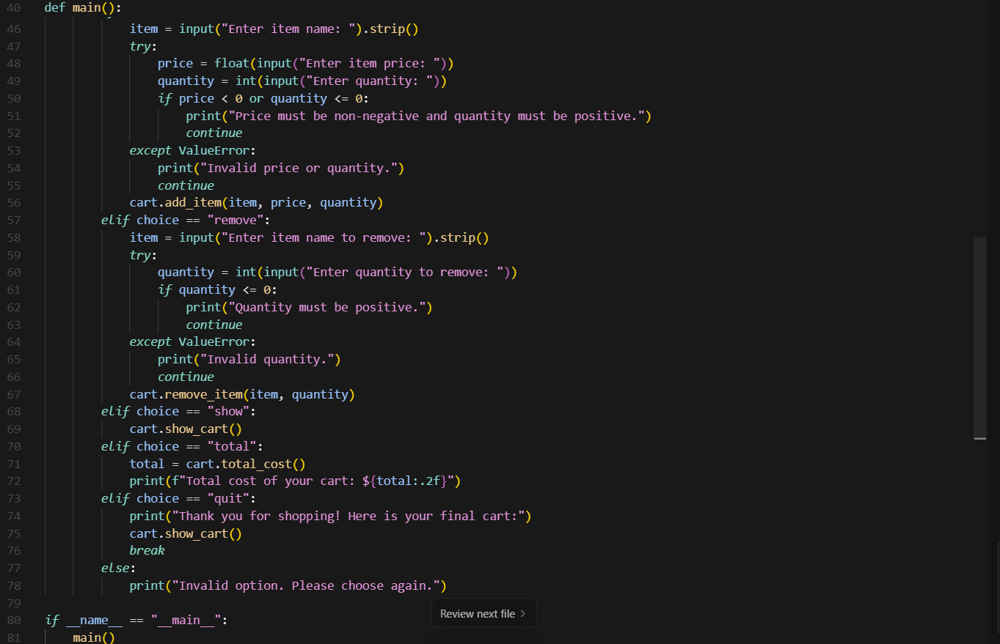 40 def main():
46 item = input("Enter item name: ").strip()
47 try:
48 price = float(input("Enter item price: "))
49 quantity = int(input("Enter quantity: "))
50 if price < 0 or quantity <= 0:
51 print("Price must be non-negative and quantity must be positive.")
52 continue
53 except ValueError:
54 print("Invalid price or quantity.")
55 continue
56 cart.add_item(item, price, quantity)
57 elif choice == "remove":
58 item = input("Enter item name to remove: ").strip()
59 try:
60 quantity = int(input("Enter quantity to remove: "))
61 if quantity <= 0:
62 print("Quantity must be positive.")
63 continue
64 except ValueError:
65 print("Invalid quantity.")
66 continue
67 cart.remove_item(item, quantity)
68 elif choice == "show":
69 cart.show_cart()
70 elif choice == "total":
71 total = cart.total_cost()
72 print(f"Total cost of your cart: ${total:.2f}")
73 elif choice == "quit":
74 print("Thank you for shopping! Here is your final cart:")
75 cart.show_cart()
76 break
77 else:
78 print("Invalid option. Please choose again.")
79
Review next file >
80 if __name__ == "__main__":
81 main()